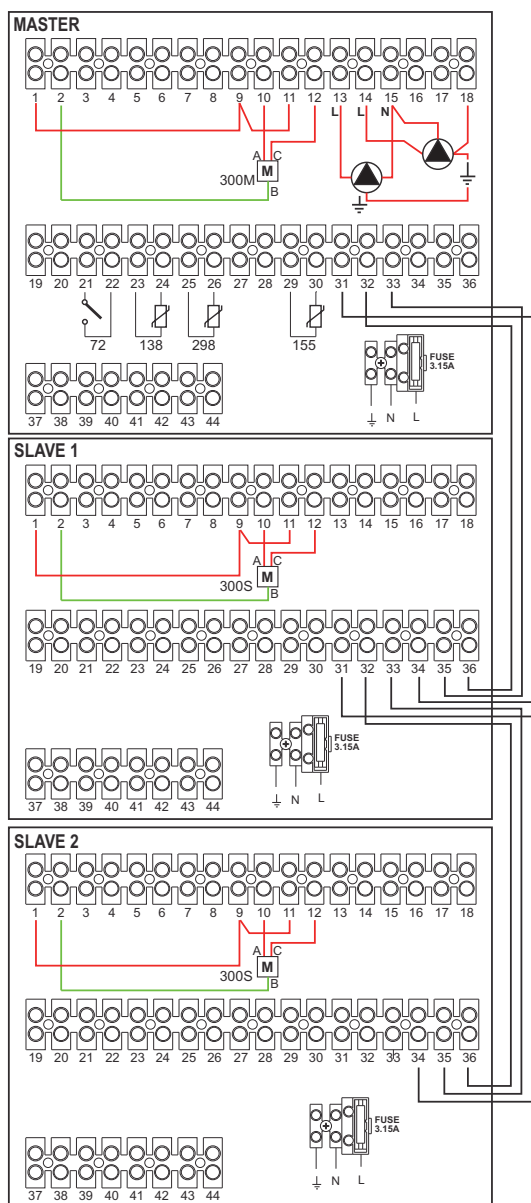 MASTER
1 2 3 4 5 6 7 8 9 10 11 12 13 14 15 16 17 18
L L N
A C
300M M
B
19 20 21 22 23 24 25 26 27 28 29 30 31 32 33 34 35 36
72 138 298 155
FUSE
3.15A
N L
37 38 39 40 41 42 43 44
SLAVE 1
1 2 3 4 5 6 7 8 9 10 11 12 13 14 15 16 17 18
A C
300S M
B
19 20 21 22 23 24 25 26 27 28 29 30 31 32 33 34 35 36
FUSE
3.15A
N L
37 38 39 40 41 42 43 44
SLAVE 2
1 2 3 4 5 6 7 8 9 10 11 12 13 14 15 16 17 18
A C
300S M
B
19 20 21 22 23 24 25 26 27 28 29 30 31 32 33 34 35 36
FUSE
3.15A
N L
37 38 39 40 41 42 43 44